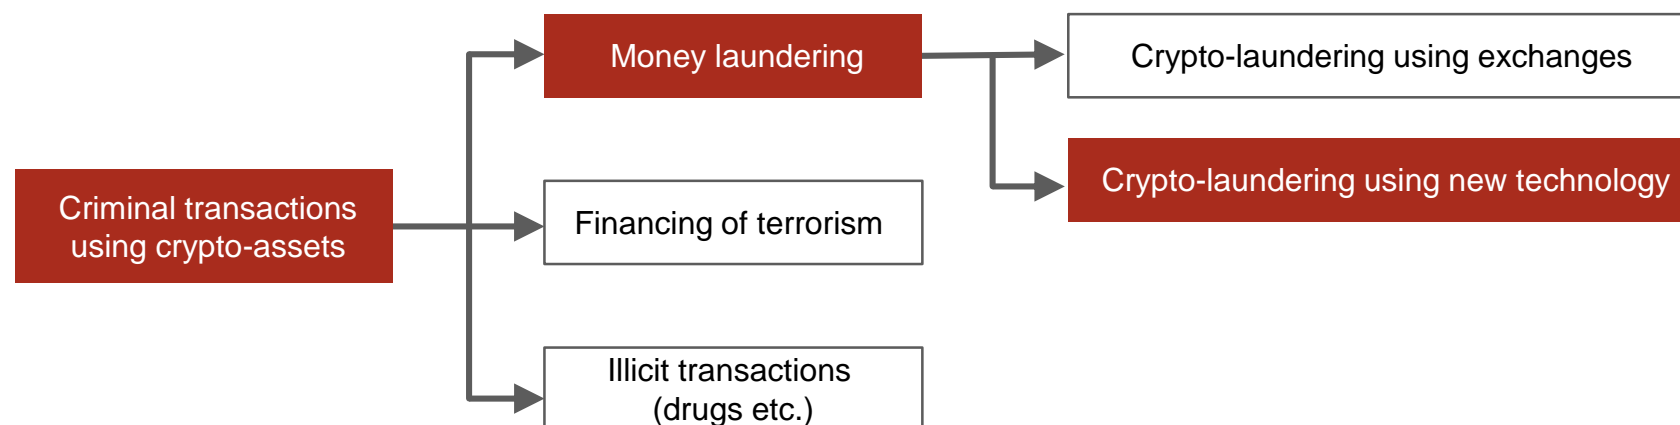 Money laundering
Crypto-laundering using exchanges
Crypto-laundering using new technology
Criminal transactions
using crypto-assets
Financing of terrorism
Illicit transactions
(drugs etc.)